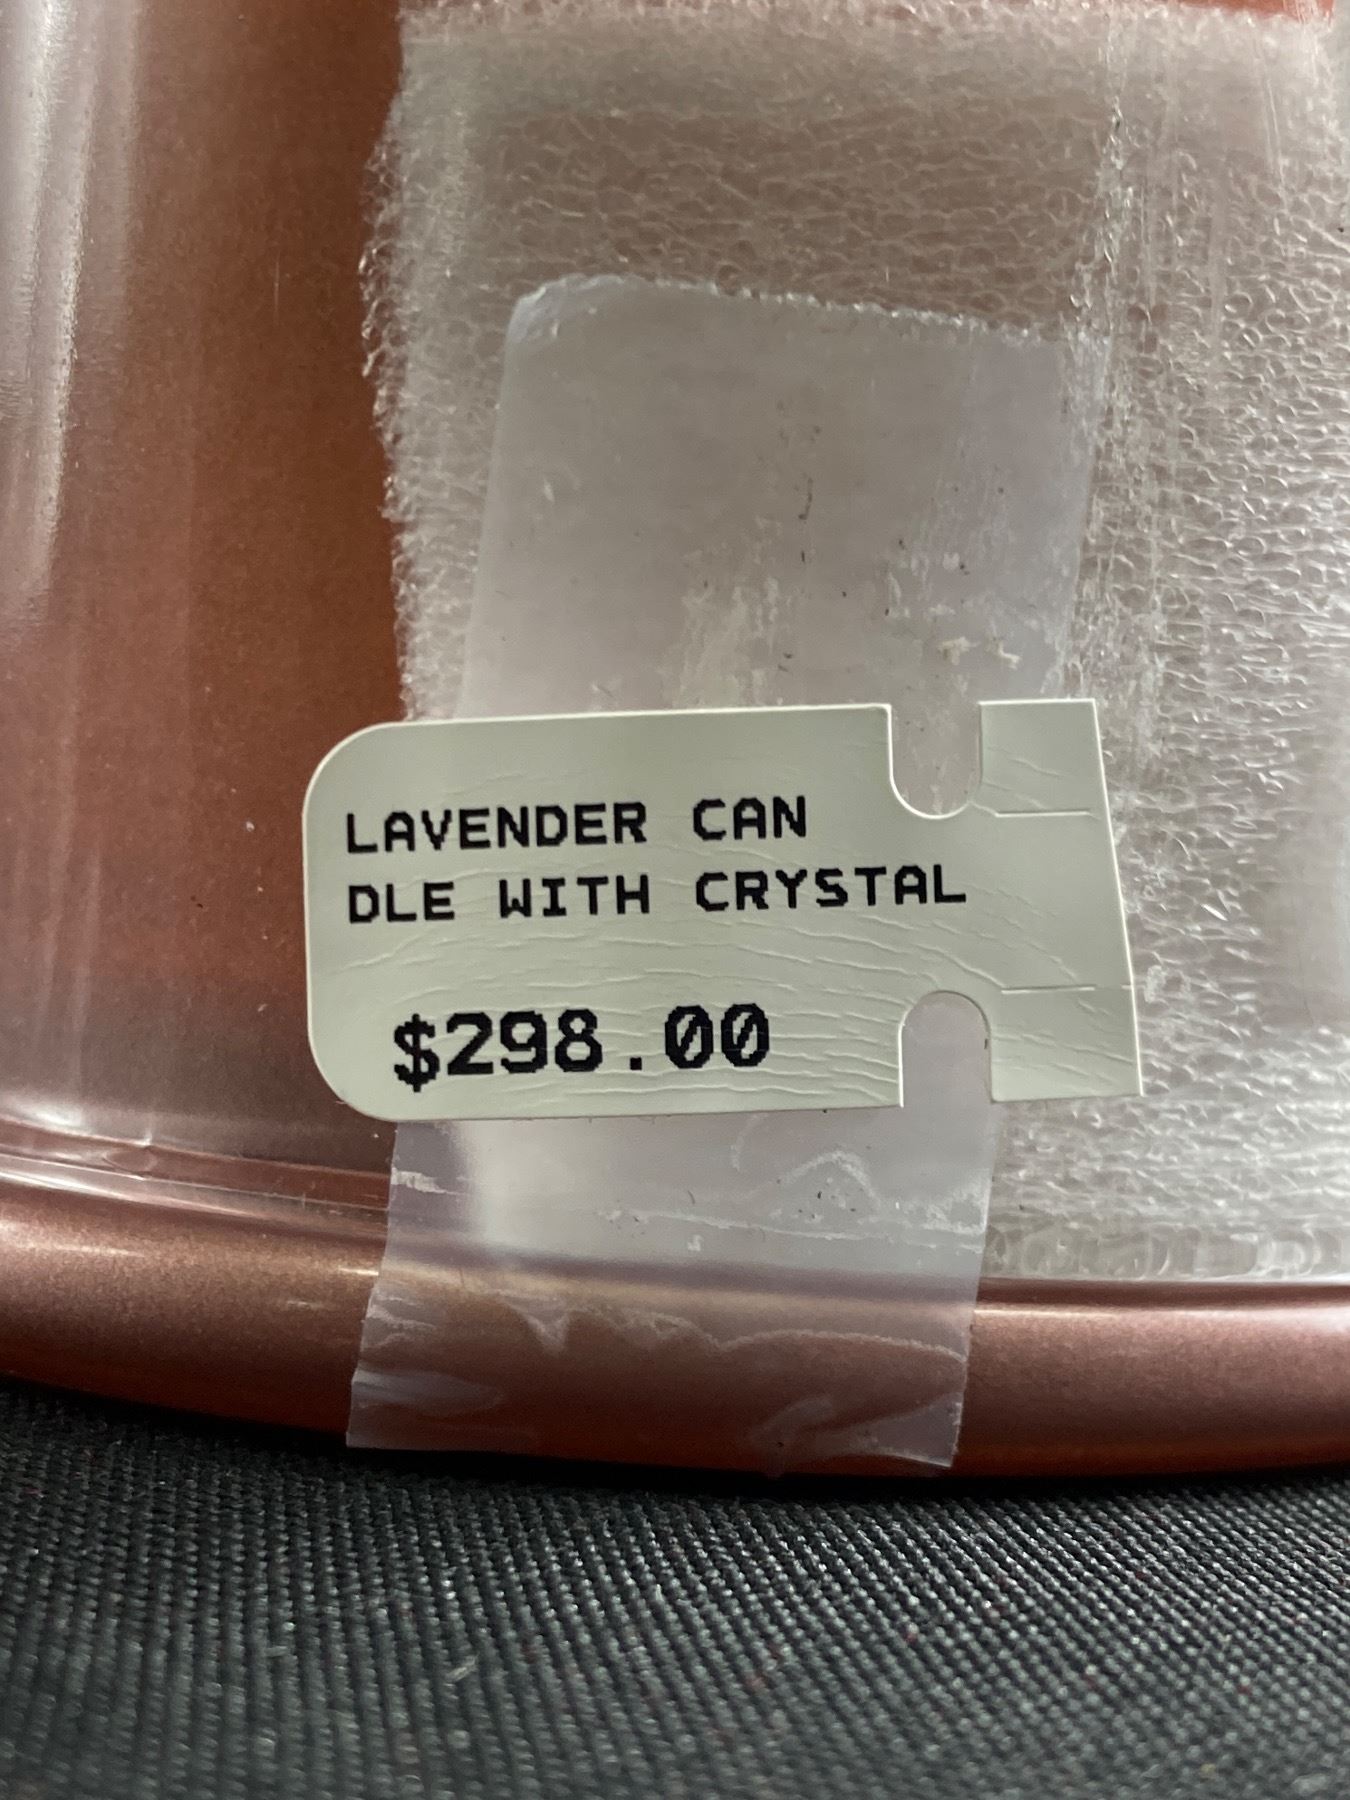 LAVENDER CAN
DLE WITH CRYSTAL
$298.00